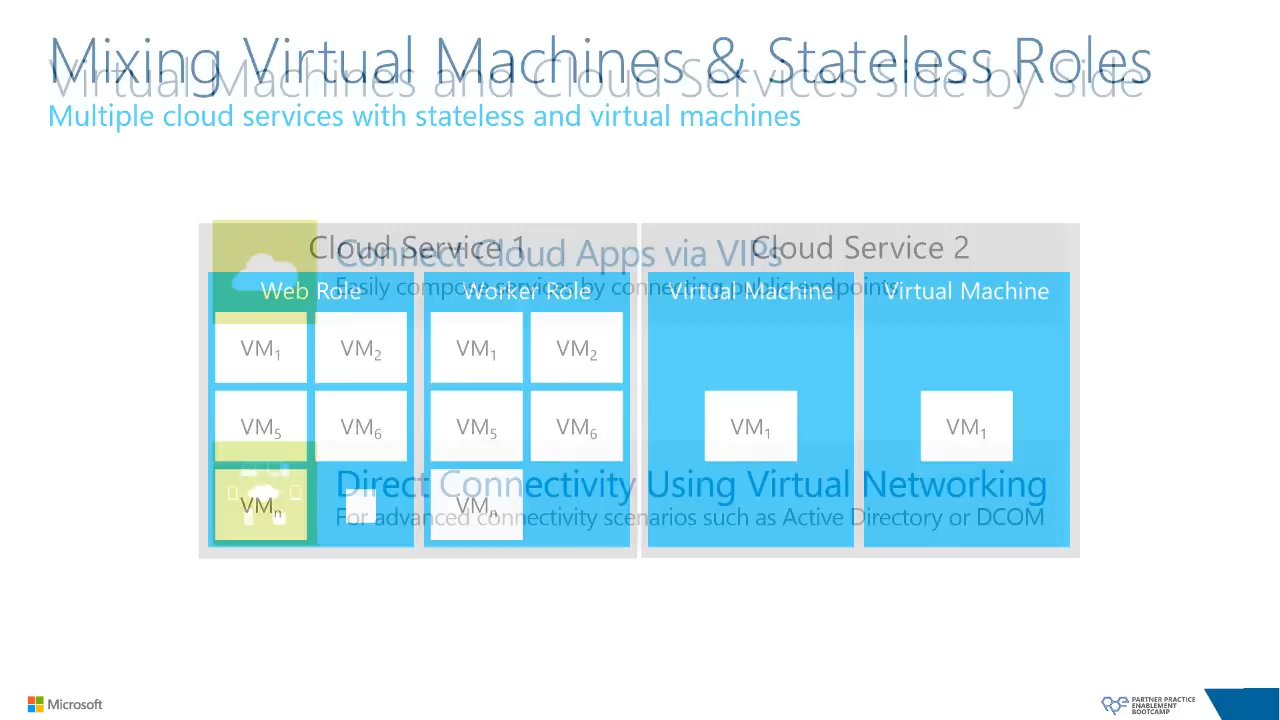 Mixing Virtual Machines & Stateless Roles
Virtual Machines and Cloud Services side by side
Multiple cloud services with stateless and virtual machines
Cloud Service 1
Cloud Service 2
Connect Cloud Apps via VIPs
Easily compose services by connecting public endpoints
Web Role
Worker Role
Virtual Machine
Virtual Machine
VM1
VM2
VM1
VM2
VM5
VM6
VM5
VM6
VM1
VM1
Direct Connectivity Using Virtual Networking
For advanced connectivity scenarios such as Active Directory or DCOM
VMn
VMn
Microsoft
PARTNER PRACTICE
ENABLEMENT
BOOTCAMP